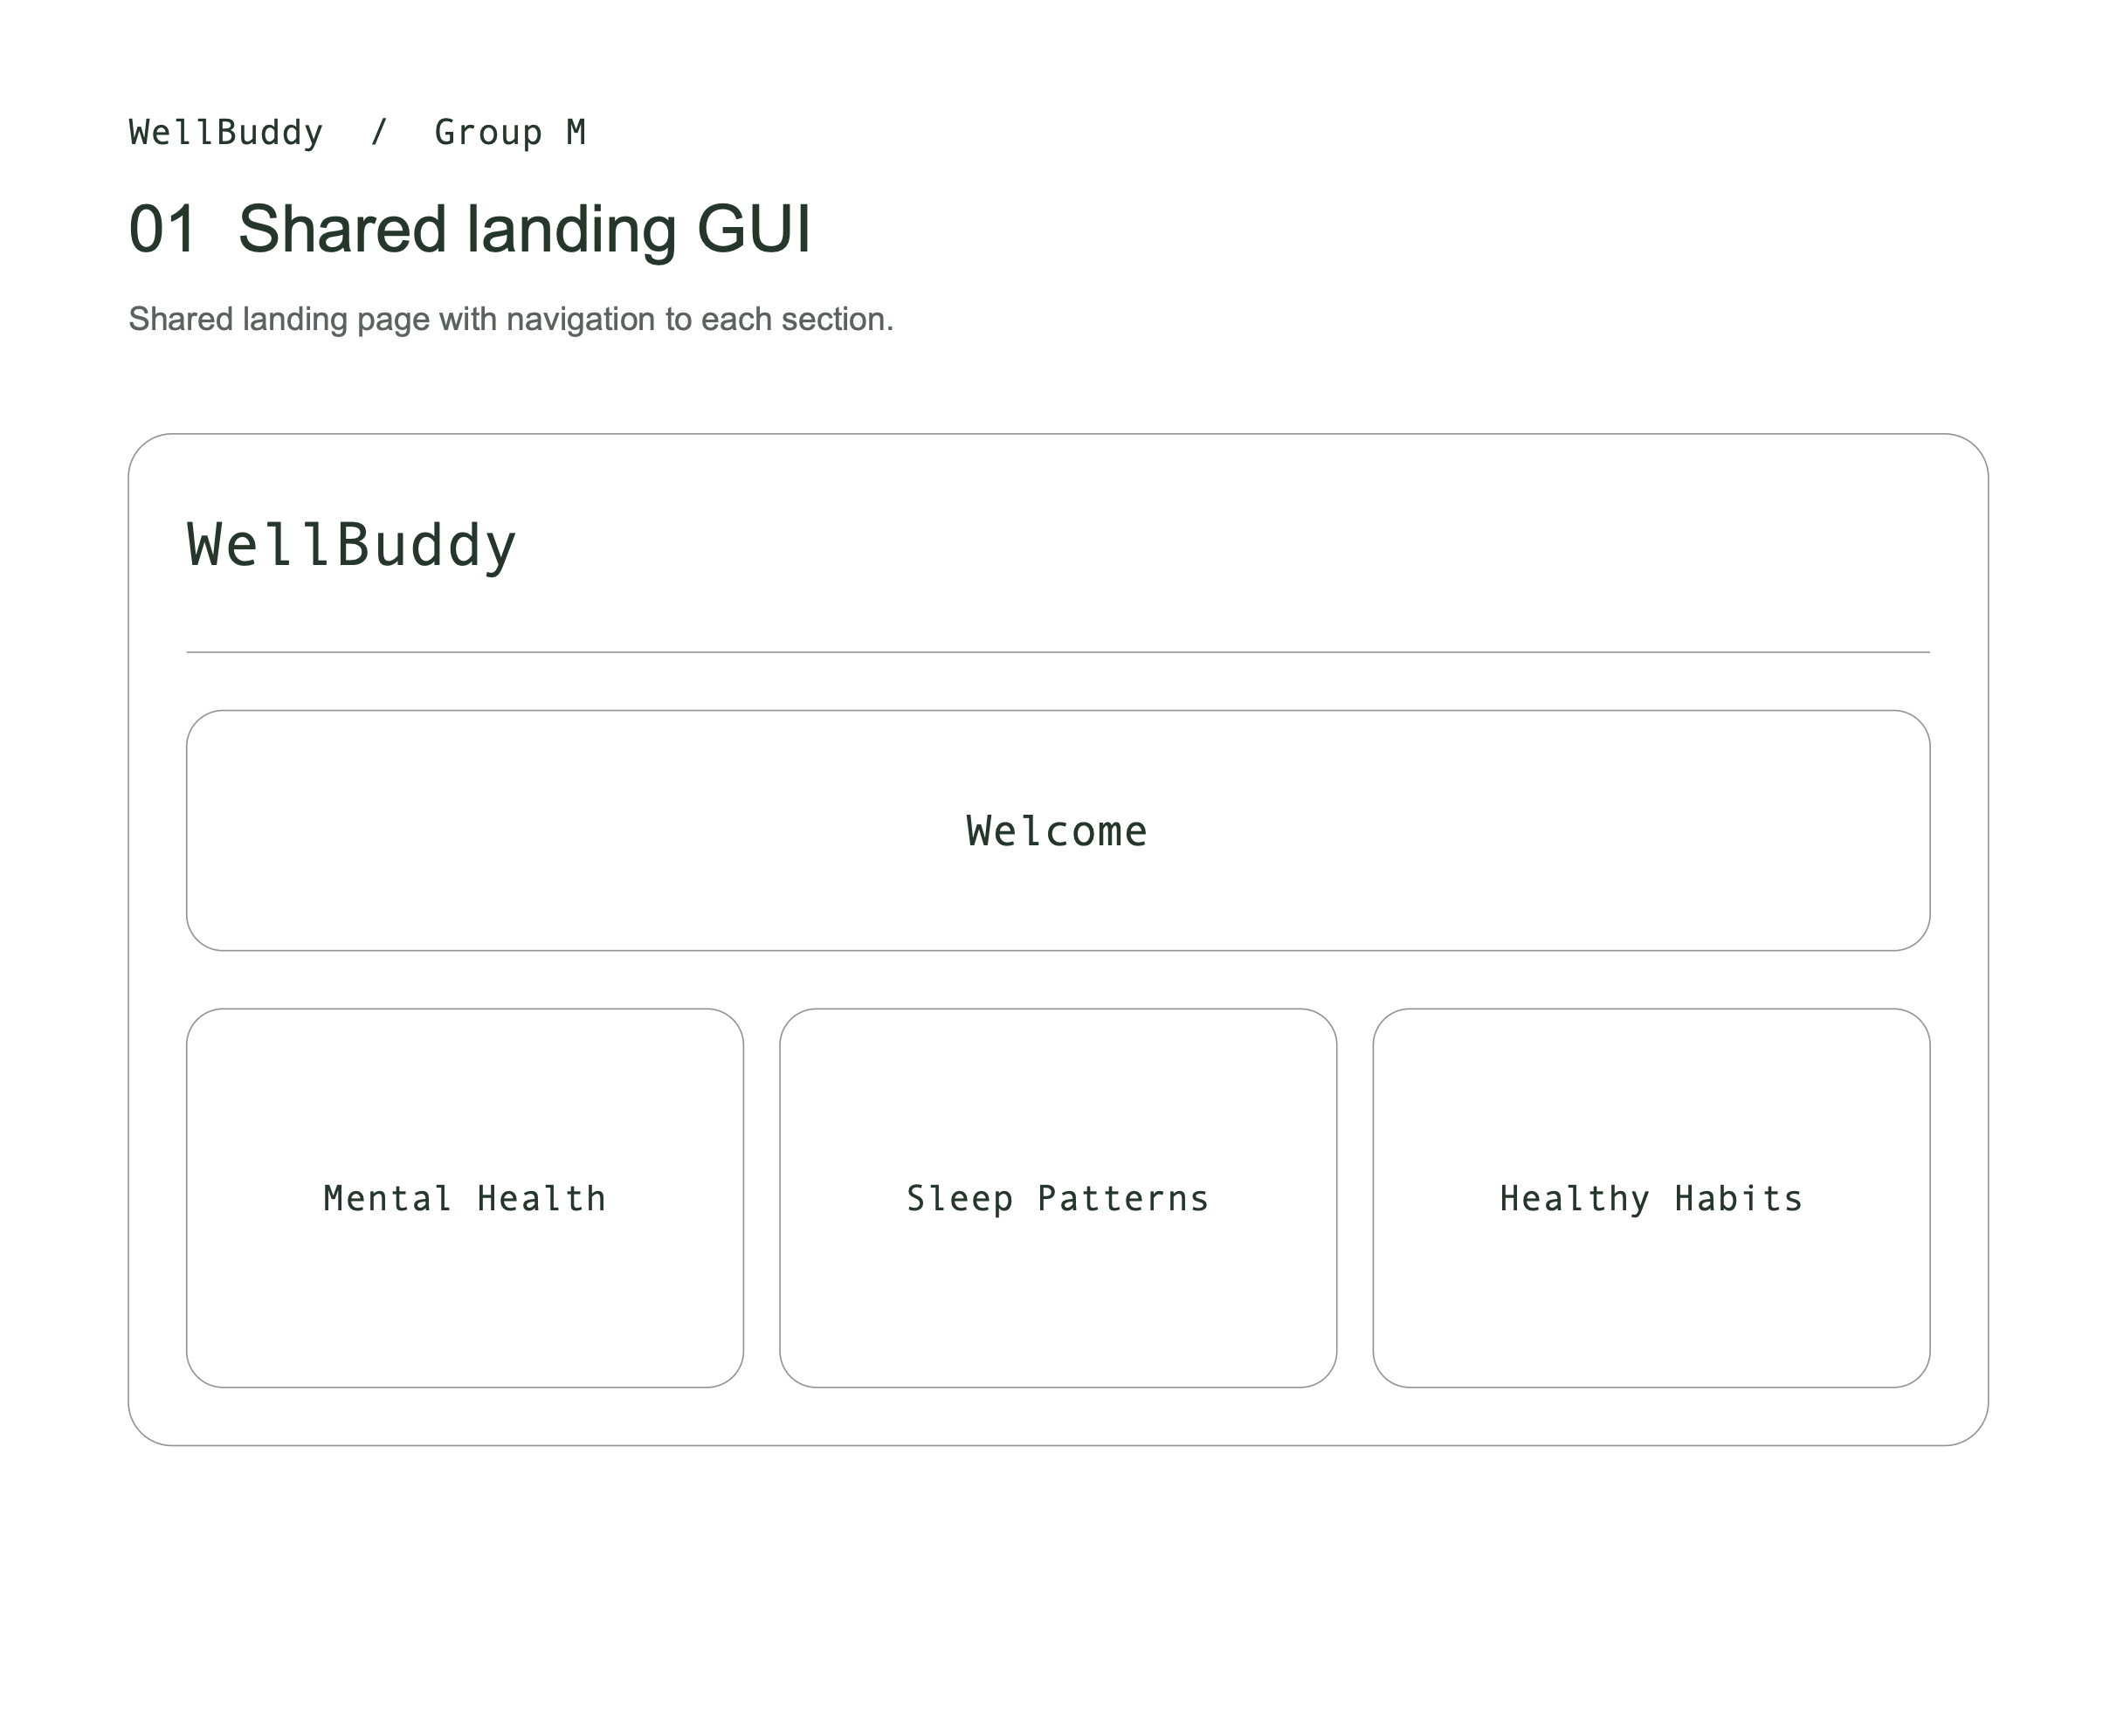 WellBuddy / Group M
01 Shared landing GUI
Shared landing page with navigation to each section.
WellBuddy
Welcome
Mental Health
Sleep Patterns
Healthy Habits